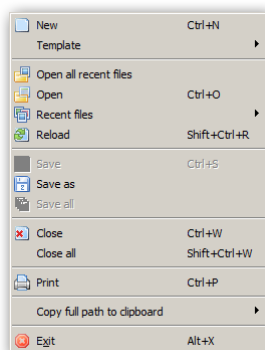 New Ctrl+N
Template
Open all recent files
Open Ctrl+O
Recent files
Reload Shift+Ctrl+R
Save Ctrl+S
Save as
Save all
Close Ctrl+W
Close all Shift+Ctrl+W
Print Ctrl+P
Copy full path to clipboard
Exit Alt+X